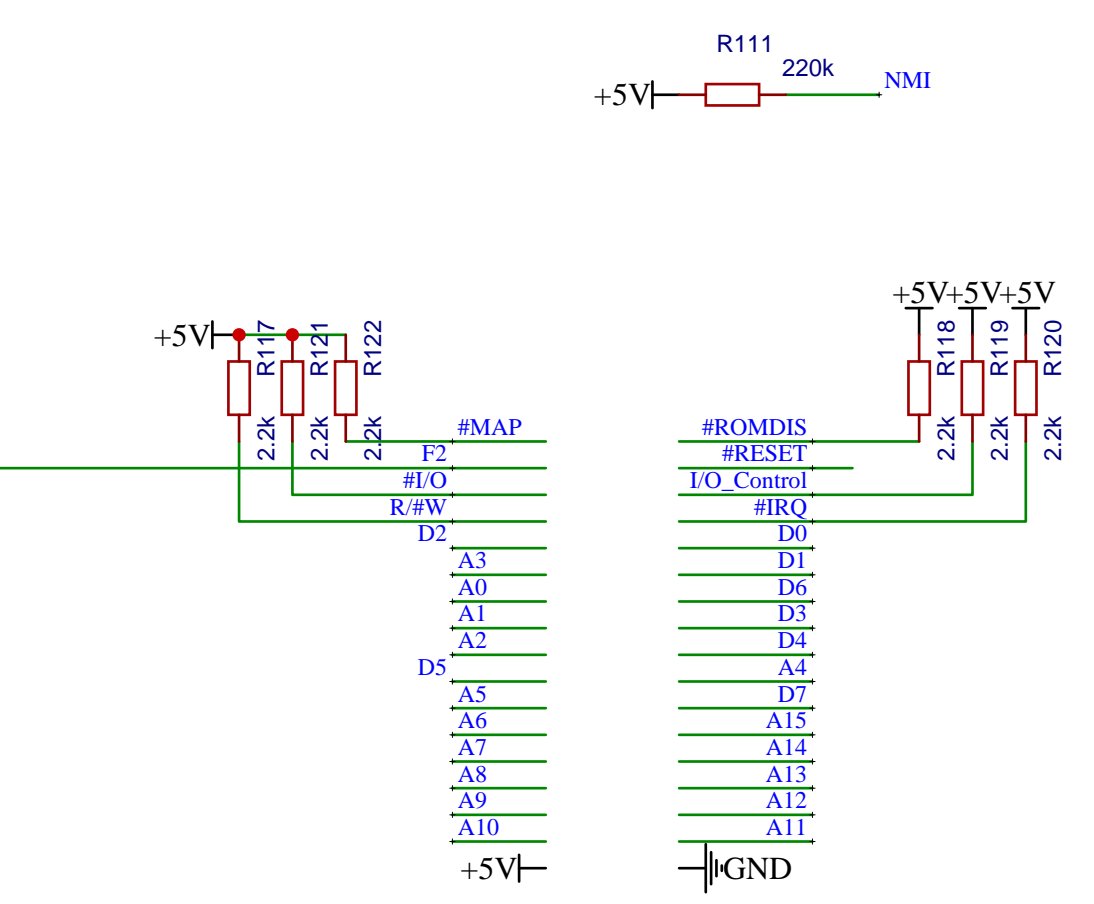 R111
220k
+5V
NMI
+5V
R117
R121
R122
2.2k
2.2k
2.2k
+5V+5V+5V
R118
R119
R120
2.2k
2.2k
2.2k
#MAP
#ROMDIS
F2
#RESET
#I/O
I/O_Control
R/#W
#IRQ
D2
D0
A3
D1
A0
D6
A1
D3
A2
D4
D5
A4
A5
D7
A6
A15
A7
A14
A8
A13
A9
A12
A10
A11
+5V
GND